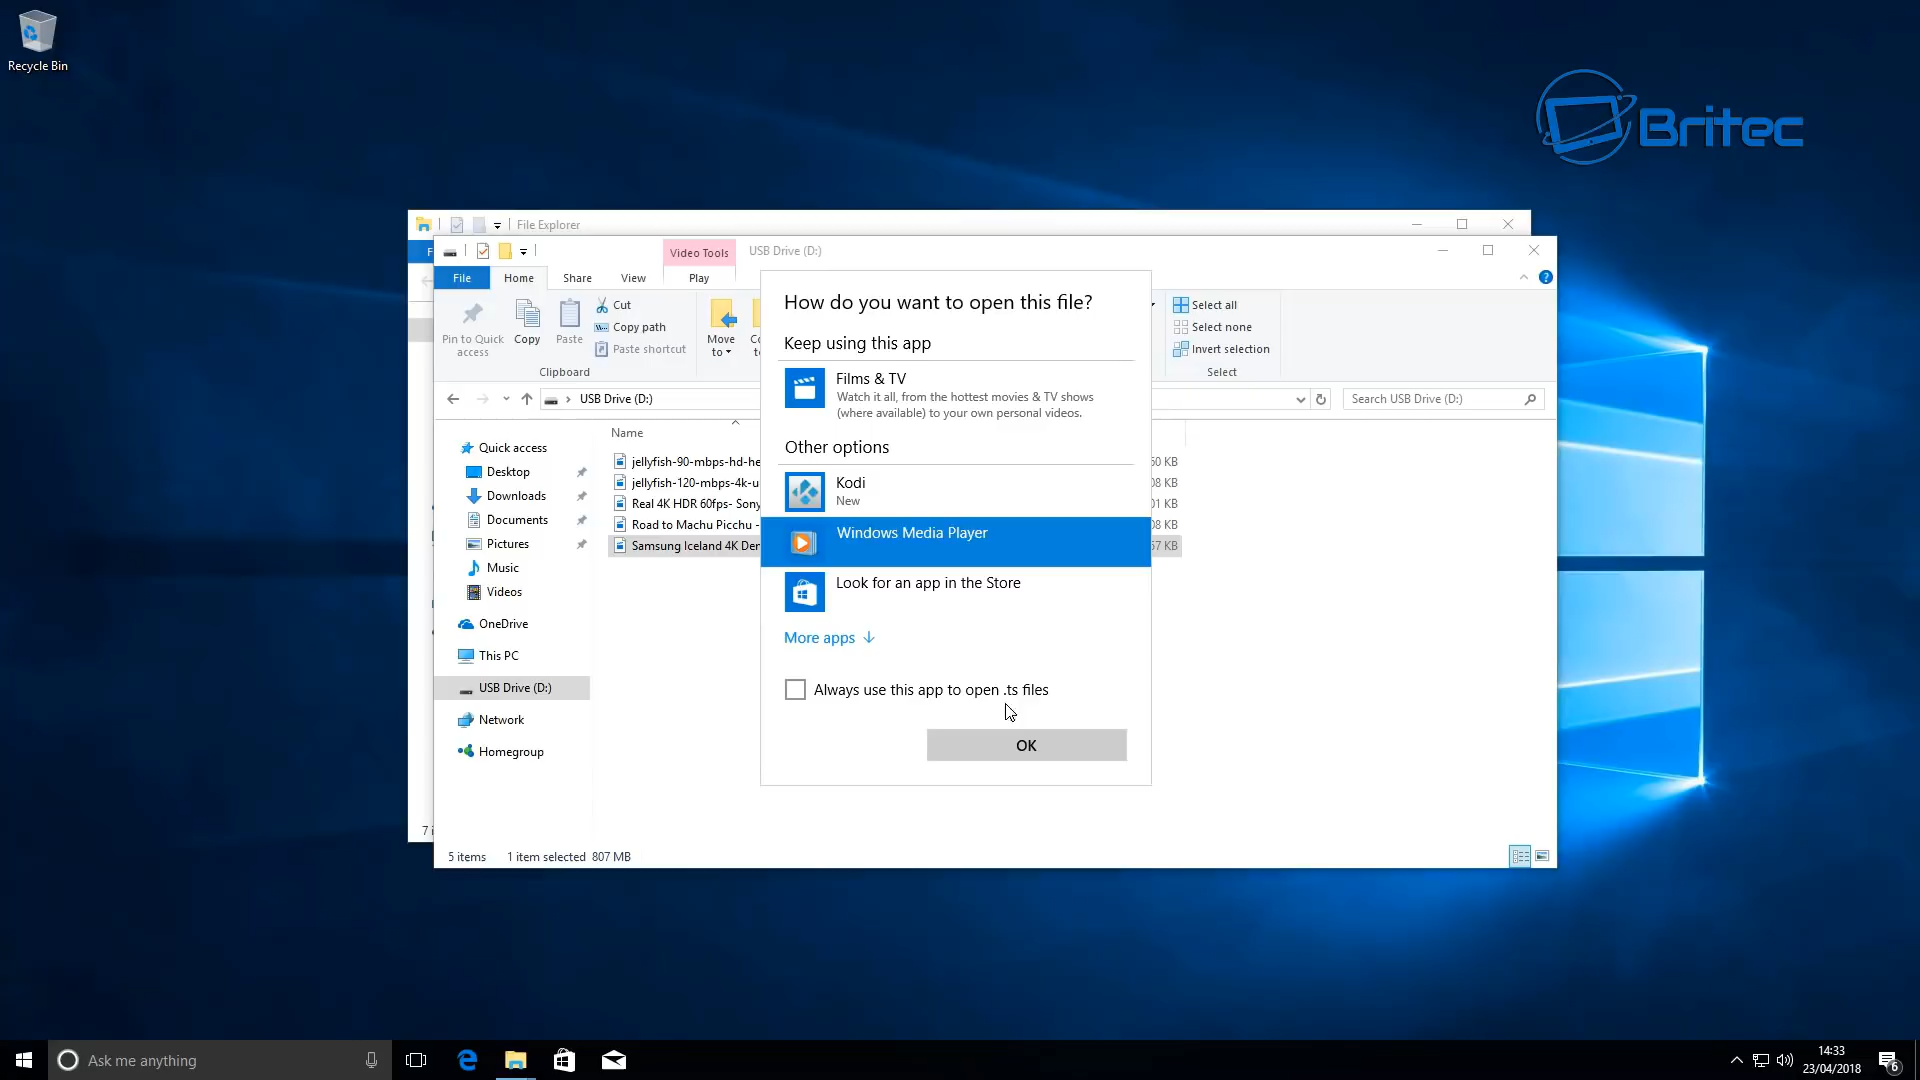 Recycle Bin
Britec
File Explorer
Video Tools
USB Drive (D:)
File
Home
Share
View
Play
Pin to Quick access
Copy
Paste
Cut
Copy path
Paste shortcut
Clipboard
Move to
Select all
Select none
Invert selection
Select
USB Drive (D:)
Search USB Drive (D:)
Name
Quick access
Desktop
Downloads
Documents
Pictures
Music
Videos
OneDrive
This PC
USB Drive (D:)
Network
Homegroup
jellyfish-90-mbps-hd-he
jellyfish-120-mbps-4k-u
Real 4K HDR 60fps- Sony
Road to Machu Picchu -
Samsung Iceland 4K Der
How do you want to open this file?
Keep using this app
Films & TV
Watch it all, from the hottest movies & TV shows
(where available) to your own personal videos.
Other options
Kodi
New
Windows Media Player
Look for an app in the Store
More apps
Always use this app to open .ts files
OK
5 items 1 item selected 807 MB
Ask me anything
14:33
23/04/2018
6